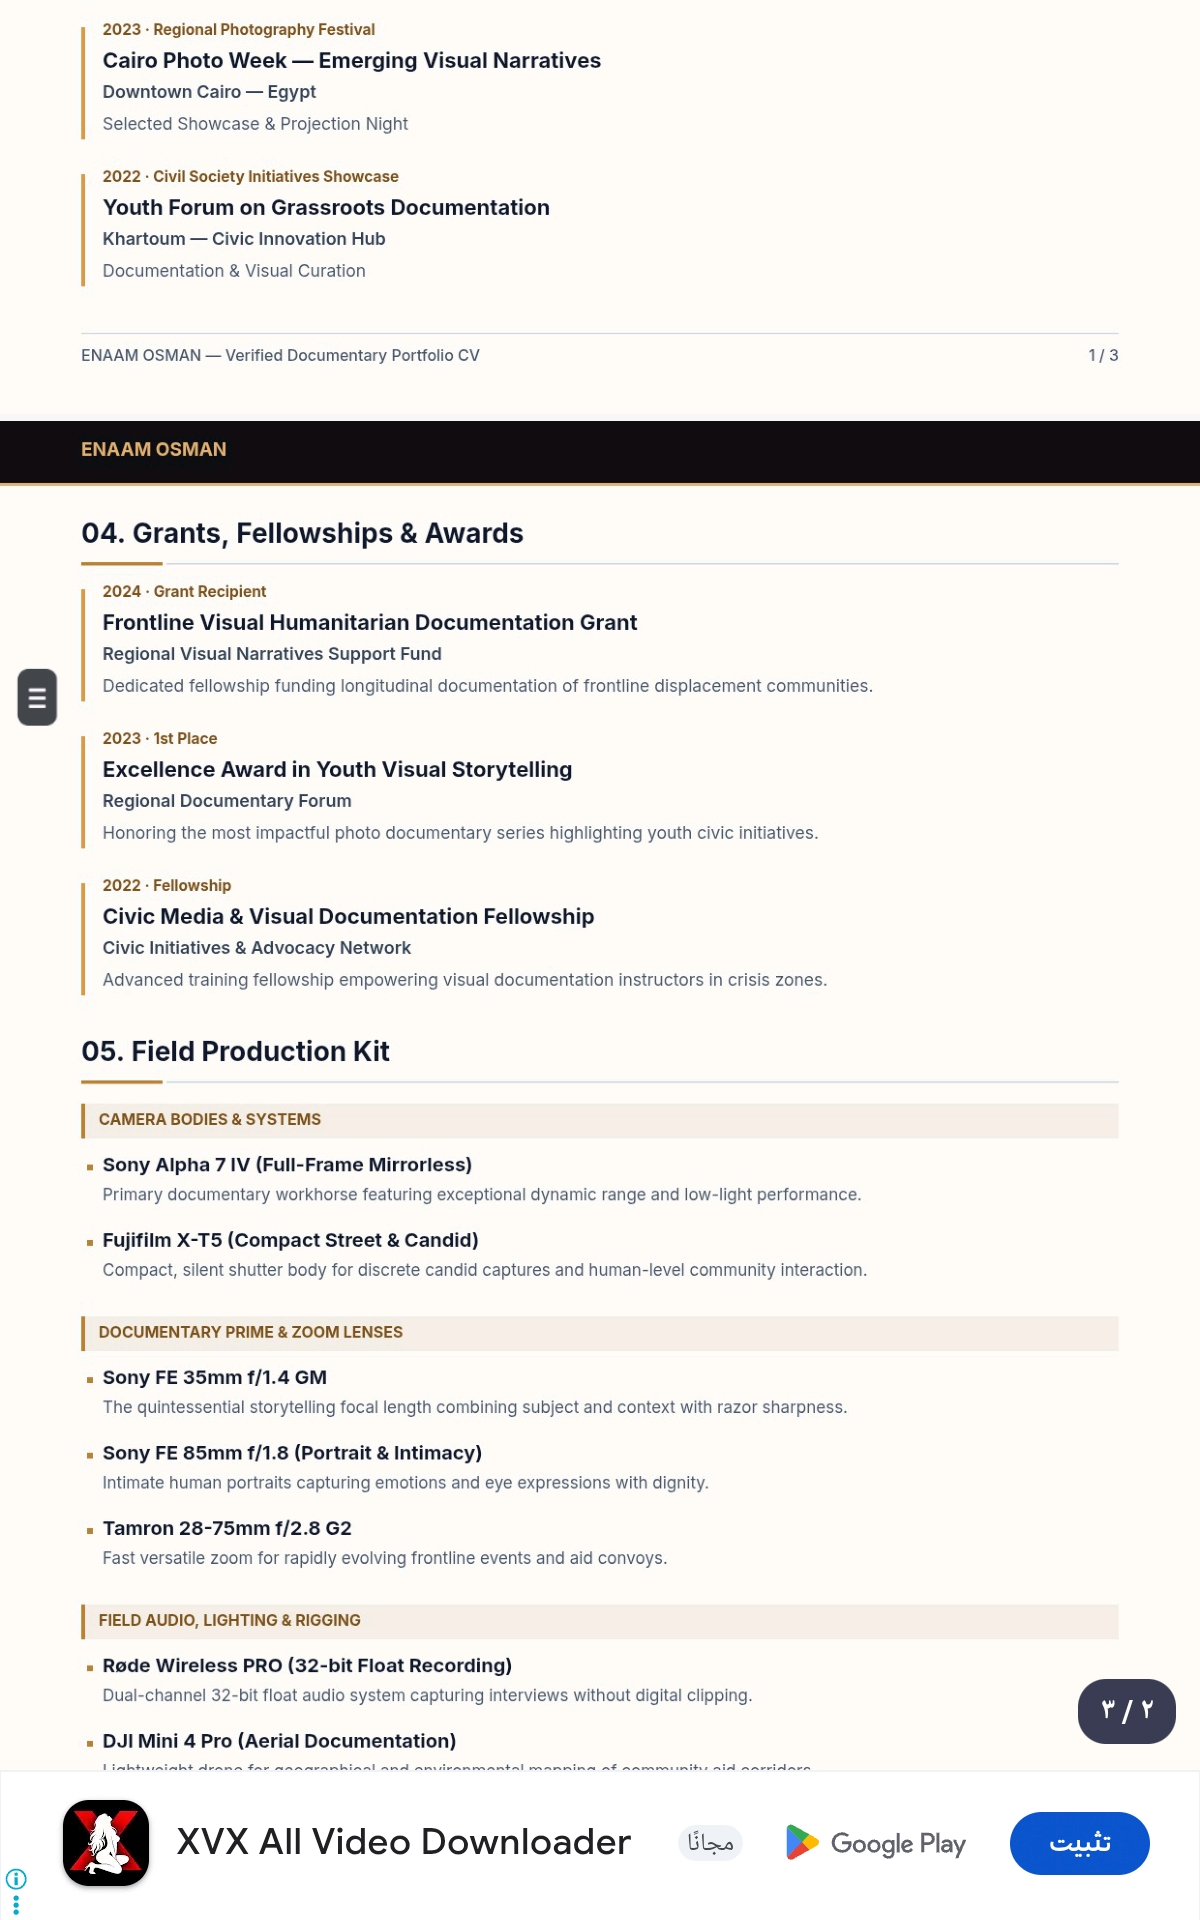 2023 · Regional Photography Festival
Cairo Photo Week — Emerging Visual Narratives
Downtown Cairo — Egypt
Selected Showcase & Projection Night
2022 · Civil Society Initiatives Showcase
Youth Forum on Grassroots Documentation
Khartoum — Civic Innovation Hub
Documentation & Visual Curation
ENAAM OSMAN — Verified Documentary Portfolio CV
1 / 3
ENAAM OSMAN
04. Grants, Fellowships & Awards
2024 · Grant Recipient
Frontline Visual Humanitarian Documentation Grant
Regional Visual Narratives Support Fund
Dedicated fellowship funding longitudinal documentation of frontline displacement communities.
2023 · 1st Place
Excellence Award in Youth Visual Storytelling
Regional Documentary Forum
Honoring the most impactful photo documentary series highlighting youth civic initiatives.
2022 · Fellowship
Civic Media & Visual Documentation Fellowship
Civic Initiatives & Advocacy Network
Advanced training fellowship empowering visual documentation instructors in crisis zones.
05. Field Production Kit
CAMERA BODIES & SYSTEMS
Sony Alpha 7 IV (Full-Frame Mirrorless)
Primary documentary workhorse featuring exceptional dynamic range and low-light performance.
Fujifilm X-T5 (Compact Street & Candid)
Compact, silent shutter body for discrete candid captures and human-level community interaction.
DOCUMENTARY PRIME & ZOOM LENSES
Sony FE 35mm f/1.4 GM
The quintessential storytelling focal length combining subject and context with razor sharpness.
Sony FE 85mm f/1.8 (Portrait & Intimacy)
Intimate human portraits capturing emotions and eye expressions with dignity.
Tamron 28-75mm f/2.8 G2
Fast versatile zoom for rapidly evolving frontline events and aid convoys.
FIELD AUDIO, LIGHTING & RIGGING
Røde Wireless PRO (32-bit Float Recording)
Dual-channel 32-bit float audio system capturing interviews without digital clipping.
٣ / ٢
DJI Mini 4 Pro (Aerial Documentation)
Lightweight drone for geographical and environmental mapping of community aid corridors.
XVX All Video Downloader
مجانًا
Google Play
تثبيت